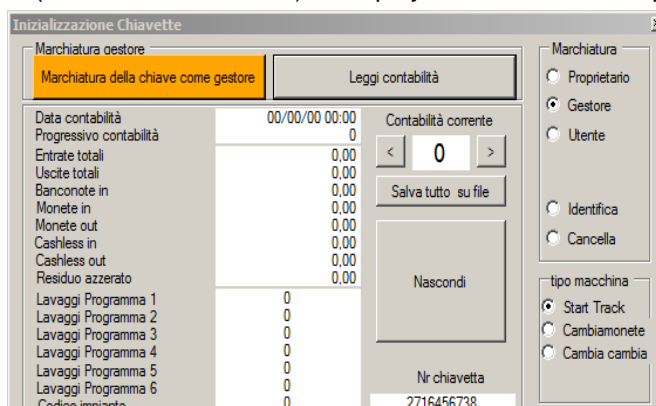 Inizializzazione Chiavette
Marchiatura gestore
Marchiatura della chiave come gestore
Leggi contabilità
Data contabilità 00/00/00 00:00
Progressivo contabilità 0
Entrate totali 0,00
Uscite totali 0,00
Banconote in 0,00
Monete in 0,00
Monete out 0,00
Cashless in 0,00
Cashless out 0,00
Residuo azzerato 0,00
Lavaggi Programma 1 0
Lavaggi Programma 2 0
Lavaggi Programma 3 0
Lavaggi Programma 4 0
Lavaggi Programma 5 0
Lavaggi Programma 6 0
Codice impianto 0
Contabilità corrente
< 0 >
Salva tutto su file
Nascondi
Nr chiavetta
2716456738
Marchiatura
Proprietario
Gestore
Utente
Identifica
Cancella
tipo macchina
Start Track
Cambiamonete
Cambia cambia